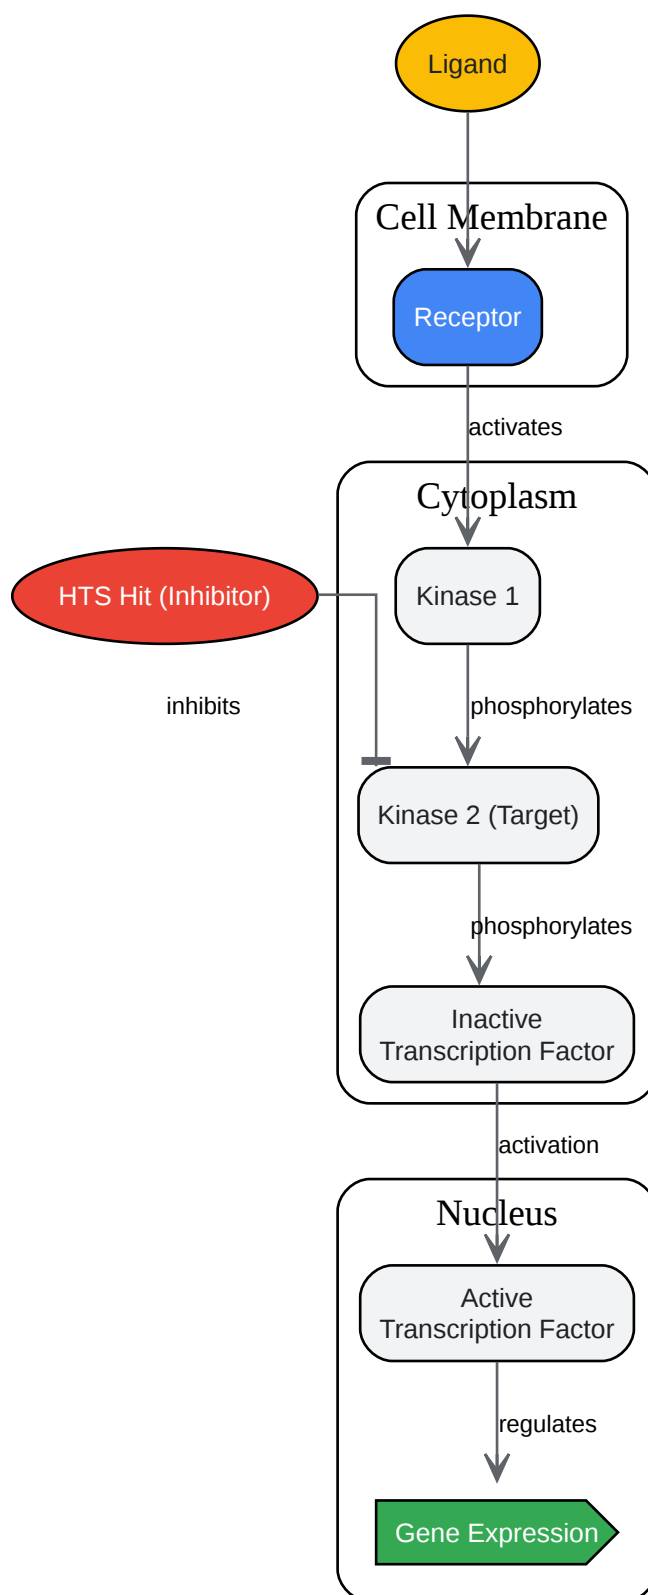 Ligand
Cell Membrane
Receptor
activates
Cytoplasm
HTS Hit (Inhibitor)
Kinase 1
inhibits
phosphorylates
Kinase 2 (Target)
phosphorylates
Inactive
Transcription Factor
activation
Nucleus
Active
Transcription Factor
regulates
Gene Expression